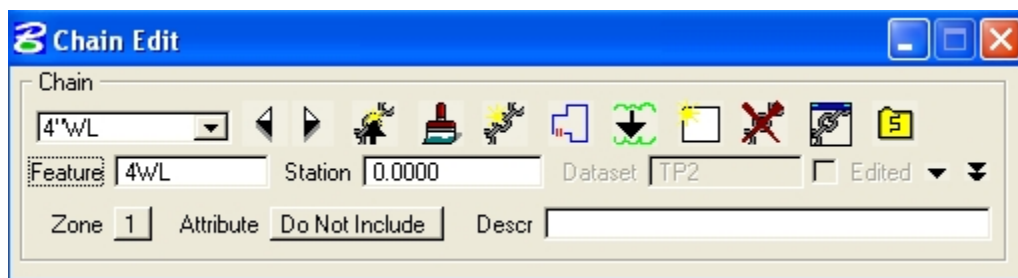 Chain Edit
Chain
4"WL
Feature 4WL Station 0.0000 Dataset TP2 Edited
Zone 1 Attribute Do Not Include Descr